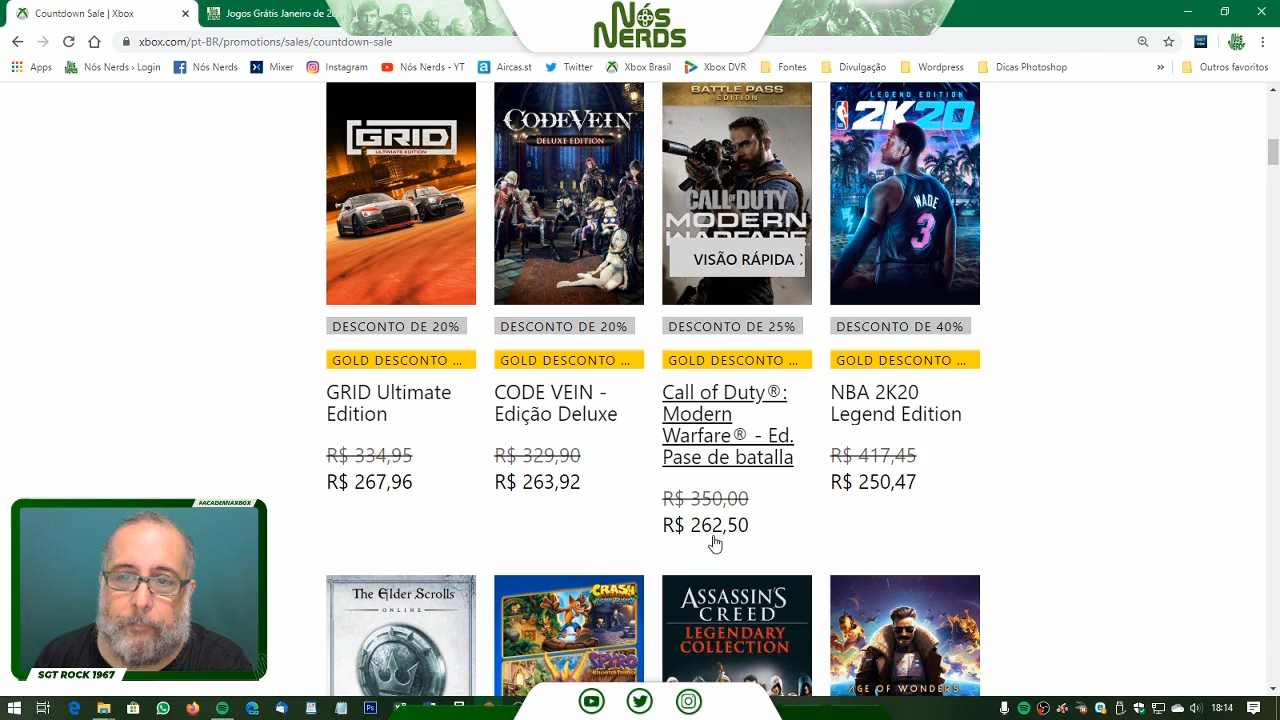 Countdown Sale | Xbox
Jogos Grátis Janeiro de 20
NÓS
NERDS
xbox.com/pt-BR/promotions/sales/countdown-sale
Apps
Nós Nerds › Login
Nós Nerds
Mixer
Instagram
Nós Nerds - YT
Aircas.st
Twitter
Xbox Brasil
Xbox DVR
Fontes
Divulgação
Wordpress
Dicas Photoshop
»
Outros favoritos
GRID
ULTIMATE EDITION
CODE VEIN
DELUXE EDITION
BATTLE PASS
EDITION
CALL OF DUTY
MODERN
WARFARE
VISÃO RÁPIDA
LEGEND EDITION
NBA 2K20
WADE
3
DESCONTO DE 20%
DESCONTO DE 20%
DESCONTO DE 25%
DESCONTO DE 40%
GOLD DESCONTO ...
GOLD DESCONTO ...
GOLD DESCONTO ...
GOLD DESCONTO ...
GRID Ultimate
Edition
CODE VEIN -
Edição Deluxe
Call of Duty®:
Modern
Warfare® - Ed.
Pase de batalla
NBA 2K20
Legend Edition
R$ 334,95
R$ 267,96
R$ 329,90
R$ 263,92
R$ 350,00
R$ 262,50
R$ 417,45
R$ 250,47
#ACADEMIAXBOX
SGT ROCK 1967
The Elder Scrolls
ONLINE
CRASH
SPYRO
ASSASSIN'S
CREED
LEGENDARY
COLLECTION
AGE OF WONDERS
18:14